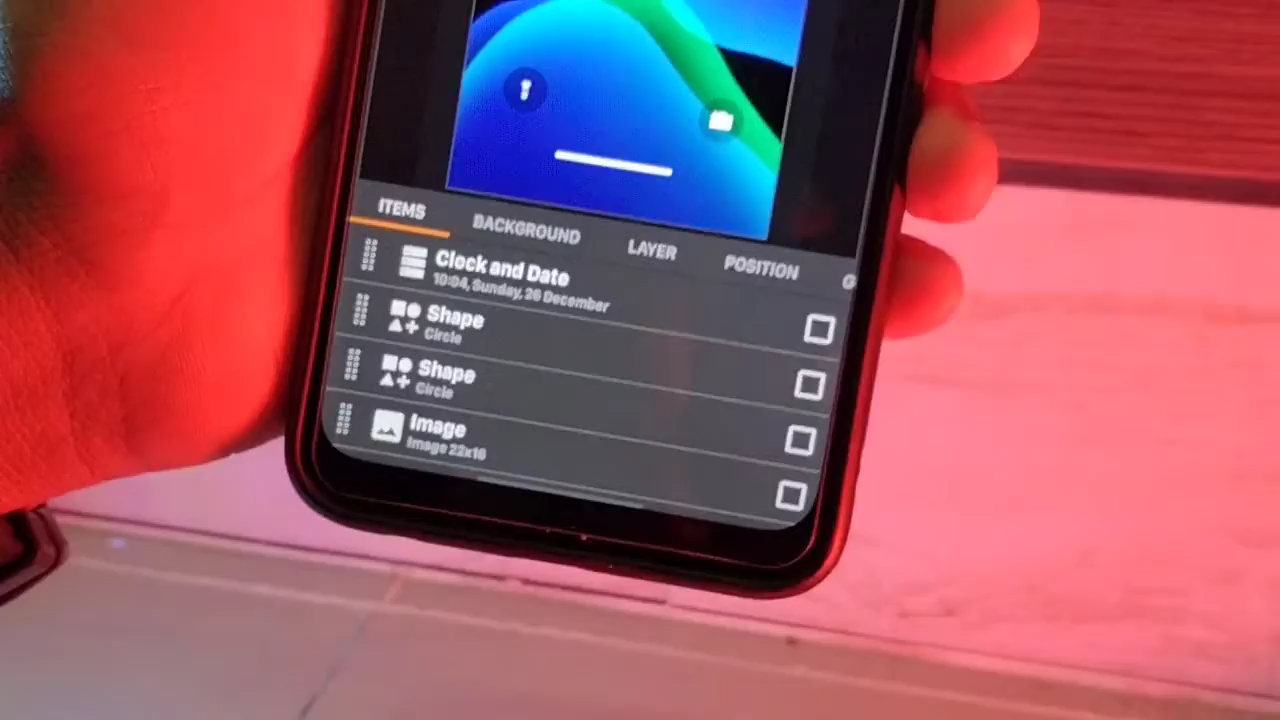 ITEMS BACKGROUND LAYER POSITION G
Clock and Date
10:04, Sunday, 26 December
Shape
Circle
Shape
Circle
Image
Image 22x16